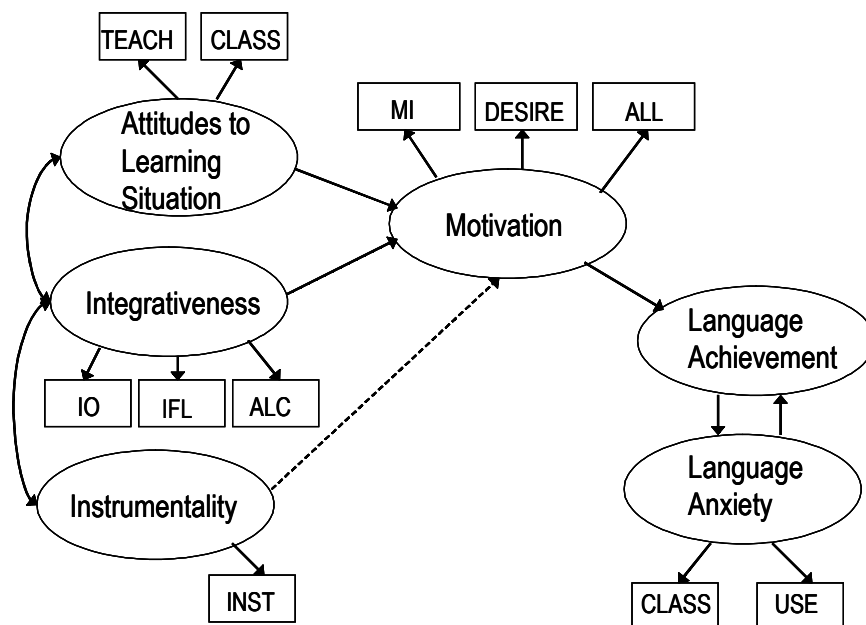 TEACH
CLASS
Attitudes to
Learning
Situation
MI
DESIRE
ALL
Motivation
Integrativeness
IO
IFL
ALC
Language
Achievement
Instrumentality
INST
Language
Anxiety
CLASS
USE